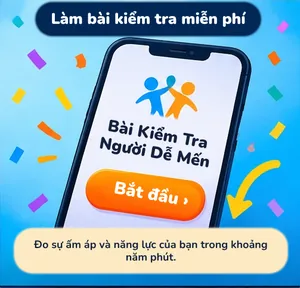 Làm bài kiểm tra miễn phí
Bài Kiểm Tra
Người Dễ Mến
Bắt đầu ›
Đo sự ấm áp và năng lực của bạn trong khoảng
năm phút.